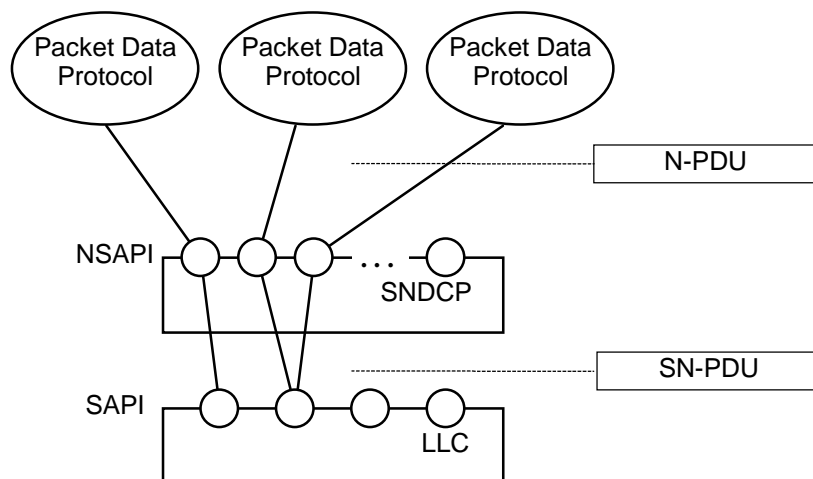 Packet Data
Protocol
Packet Data
Protocol
Packet Data
Protocol
N-PDU
NSAPI
. . .
SNDCP
SN-PDU
SAPI
LLC